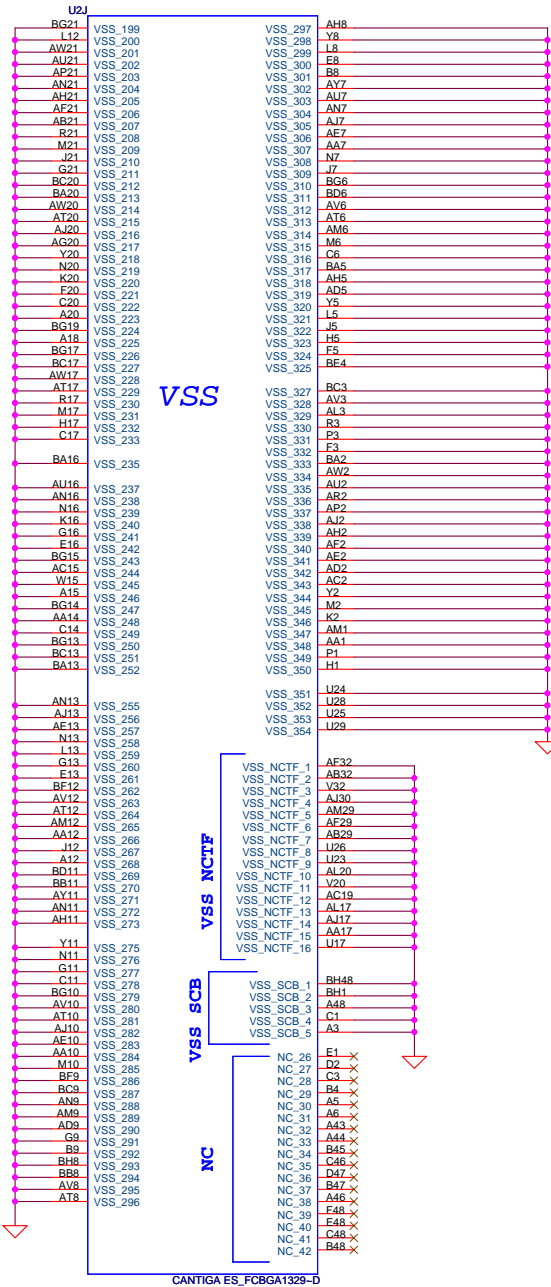 U2J
BG21 VSS_199
L12 VSS_200
AW21 VSS_201
AU21 VSS_202
AP21 VSS_203
AN21 VSS_204
AH21 VSS_205
AF21 VSS_206
AB21 VSS_207
R21 VSS_208
M21 VSS_209
J21 VSS_210
G21 VSS_211
BC20 VSS_212
BA20 VSS_213
AW20 VSS_214
AT20 VSS_215
AJ20 VSS_216
AG20 VSS_217
Y20 VSS_218
N20 VSS_219
K20 VSS_220
F20 VSS_221
C20 VSS_222
A20 VSS_223
BG19 VSS_224
A18 VSS_225
BG17 VSS_226
BC17 VSS_227
AW17 VSS_228
AT17 VSS_229
R17 VSS_230
M17 VSS_231
H17 VSS_232
C17 VSS_233
BA16 VSS_235
AU16 VSS_237
AN16 VSS_238
N16 VSS_239
K16 VSS_240
G16 VSS_241
E16 VSS_242
BG15 VSS_243
AC15 VSS_244
W15 VSS_245
A15 VSS_246
BG14 VSS_247
AA14 VSS_248
C14 VSS_249
BG13 VSS_250
BC13 VSS_251
BA13 VSS_252
AN13 VSS_255
AJ13 VSS_256
AE13 VSS_257
N13 VSS_258
L13 VSS_259
G13 VSS_260
E13 VSS_261
BF12 VSS_262
AV12 VSS_263
AT12 VSS_264
AM12 VSS_265
AA12 VSS_266
J12 VSS_267
A12 VSS_268
BD11 VSS_269
BB11 VSS_270
AY11 VSS_271
AN11 VSS_272
AH11 VSS_273
Y11 VSS_275
N11 VSS_276
G11 VSS_277
C11 VSS_278
BG10 VSS_279
AV10 VSS_280
AT10 VSS_281
AJ10 VSS_282
AE10 VSS_283
AA10 VSS_284
M10 VSS_285
BF9 VSS_286
BC9 VSS_287
AN9 VSS_288
AM9 VSS_289
AD9 VSS_290
G9 VSS_291
B9 VSS_292
BH8 VSS_293
BB8 VSS_294
AV8 VSS_295
AT8 VSS_296
VSS
VSS_297 AH8
VSS_298 Y8
VSS_299 L8
VSS_300 E8
VSS_301 B8
VSS_302 AY7
VSS_303 AU7
VSS_304 AN7
VSS_305 AJ7
VSS_306 AE7
VSS_307 AA7
VSS_308 N7
VSS_309 J7
VSS_310 BG6
VSS_311 BD6
VSS_312 AV6
VSS_313 AT6
VSS_314 AM6
VSS_315 M6
VSS_316 C6
VSS_317 BA5
VSS_318 AH5
VSS_319 AD5
VSS_320 Y5
VSS_321 L5
VSS_322 J5
VSS_323 H5
VSS_324 F5
VSS_325 BE4
VSS_327 BC3
VSS_328 AV3
VSS_329 AL3
VSS_330 R3
VSS_331 P3
VSS_332 F3
VSS_333 BA2
VSS_334 AW2
VSS_335 AU2
VSS_336 AR2
VSS_337 AP2
VSS_338 AJ2
VSS_339 AH2
VSS_340 AF2
VSS_341 AE2
VSS_342 AD2
VSS_343 AC2
VSS_344 Y2
VSS_345 M2
VSS_346 K2
VSS_347 AM1
VSS_348 AA1
VSS_349 P1
VSS_350 H1
VSS_351 U24
VSS_352 U28
VSS_353 U25
VSS_354 U29
VSS NCTF
VSS_NCTF_1 AF32
VSS_NCTF_2 AB32
VSS_NCTF_3 V32
VSS_NCTF_4 AJ30
VSS_NCTF_5 AM29
VSS_NCTF_6 AF29
VSS_NCTF_7 AB29
VSS_NCTF_8 U26
VSS_NCTF_9 U23
VSS_NCTF_10 AL20
VSS_NCTF_11 V20
VSS_NCTF_12 AC19
VSS_NCTF_13 AL17
VSS_NCTF_14 AJ17
VSS_NCTF_15 AA17
VSS_NCTF_16 U17
VSS SCB
VSS_SCB_1 BH48
VSS_SCB_2 BH1
VSS_SCB_3 A48
VSS_SCB_4 C1
VSS_SCB_5 A3
NC
NC_26 E1
NC_27 D2
NC_28 C3
NC_29 B4
NC_30 A5
NC_31 A6
NC_32 A43
NC_33 A44
NC_34 B45
NC_35 C46
NC_36 D47
NC_37 B47
NC_38 A46
NC_39 F48
NC_40 E48
NC_41 C48
NC_42 B48
CANTIGA ES_FCBGA1329~D